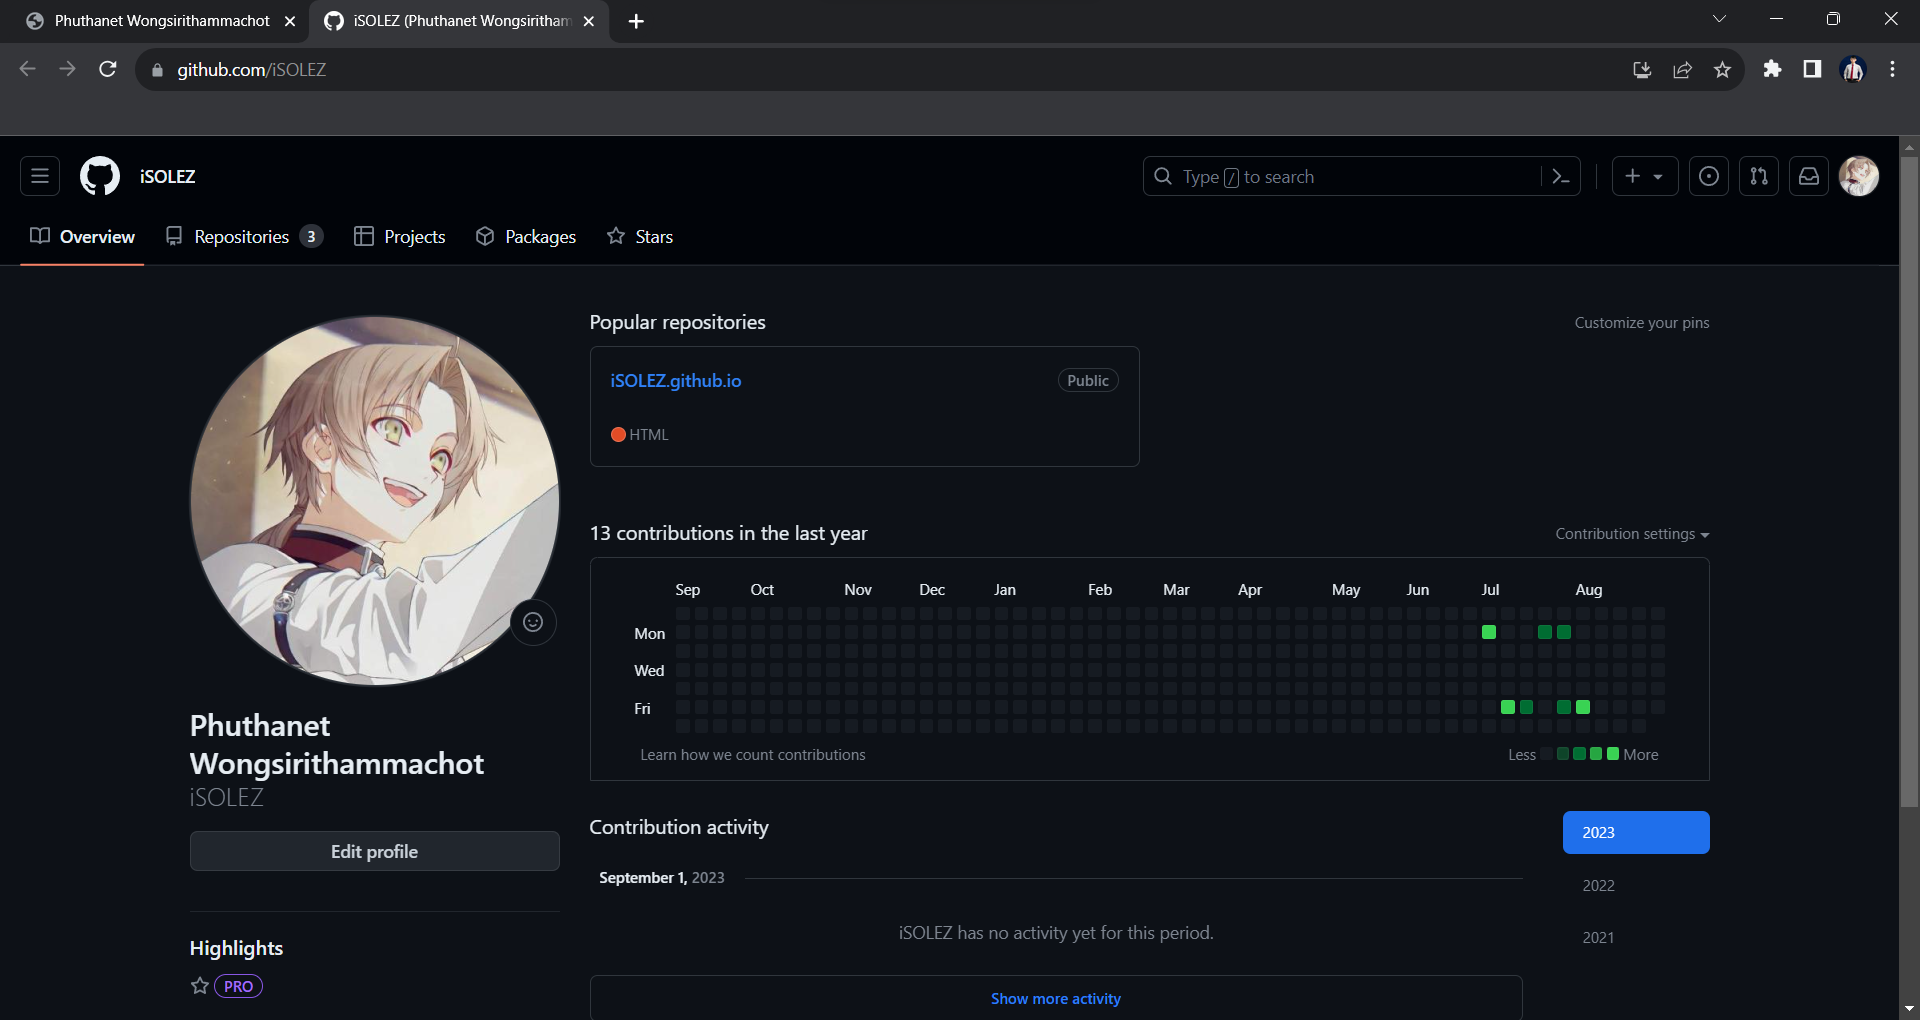 Phuthanet Wongsirithammachot
iSOLEZ (Phuthanet Wongsiritham
github.com/iSOLEZ
iSOLEZ
Type / to search
Overview
Repositories 3
Projects
Packages
Stars
Popular repositories
Customize your pins
iSOLEZ.github.io
Public
HTML
13 contributions in the last year
Contribution settings
Sep Oct Nov Dec Jan Feb Mar Apr May Jun Jul Aug
Mon
Wed
Fri
Learn how we count contributions
Less More
Phuthanet
Wongsirithammachot
iSOLEZ
Edit profile
Highlights
PRO
Contribution activity
September 1, 2023
iSOLEZ has no activity yet for this period.
Show more activity
2023
2022
2021